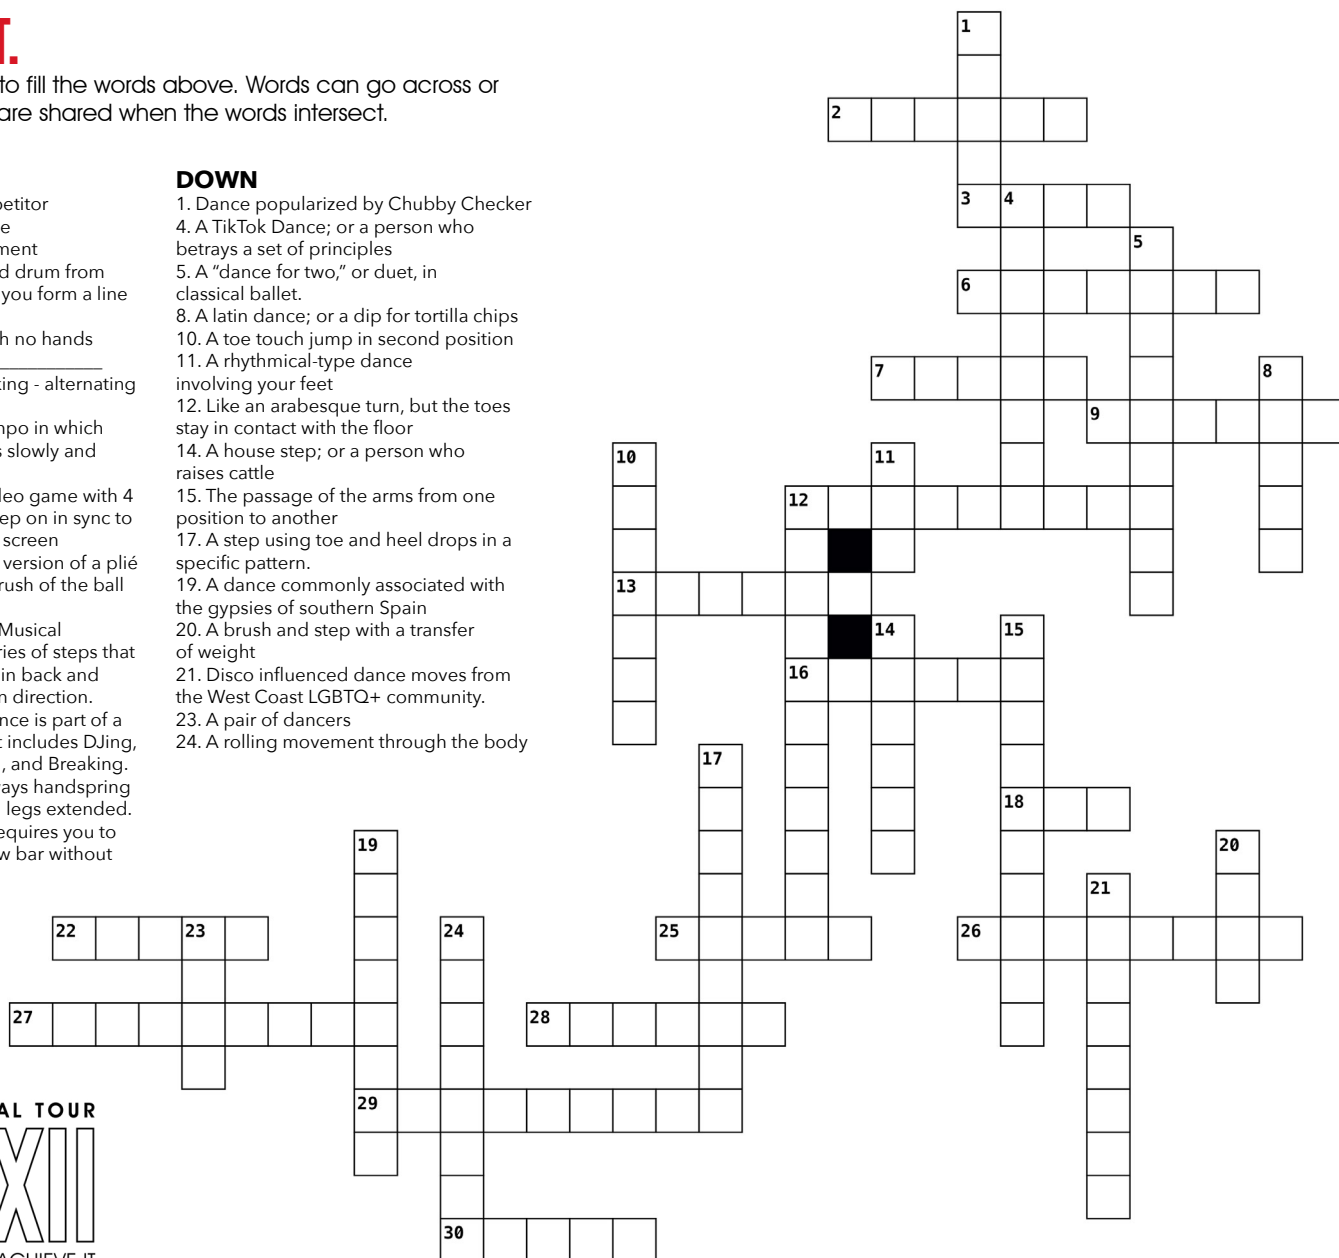 T.
to fill the words above. Words can go across or
are shared when the words intersect.
petitor
e
ment
d drum from
you form a line
h no hands
____________
king - alternating
mpo in which
s slowly and
deo game with 4
ep on in sync to
screen
version of a plié
rush of the ball
Musical
ries of steps that
in back and
n direction.
nce is part of a
t includes DJing,
, and Breaking.
ays handspring
legs extended.
equires you to
w bar without
DOWN
1. Dance popularized by Chubby Checker
4. A TikTok Dance; or a person who
betrays a set of principles
5. A “dance for two,” or duet, in
classical ballet.
8. A latin dance; or a dip for tortilla chips
10. A toe touch jump in second position
11. A rhythmical-type dance
involving your feet
12. Like an arabesque turn, but the toes
stay in contact with the floor
14. A house step; or a person who
raises cattle
15. The passage of the arms from one
position to another
17. A step using toe and heel drops in a
specific pattern.
19. A dance commonly associated with
the gypsies of southern Spain
20. A brush and step with a transfer
of weight
21. Disco influenced dance moves from
the West Coast LGBTQ+ community.
23. A pair of dancers
24. A rolling movement through the body
1
2
3 4
5
6
7 8
9
10 11
12
13
14 15
16
17
18
19 20
21
22 23 24 25 26
27 28
29
30
AL TOUR
XII
ACHIEVE IT